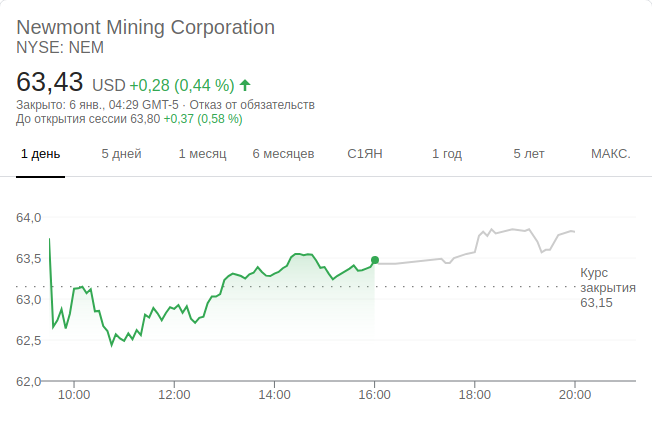 Newmont Mining Corporation
NYSE: NEM
63,43 USD +0,28 (0,44 %)
Закрыто: 6 янв., 04:29 GMT-5 · Отказ от обязательств
До открытия сессии 63,80 +0,37 (0,58 %)
1 день 5 дней 1 месяц 6 месяцев С1ЯН 1 год 5 лет МАКС.
64,0
63,5
63,0
62,5
62,0
Курс
закрытия
63,15
10:00 12:00 14:00 16:00 18:00 20:00